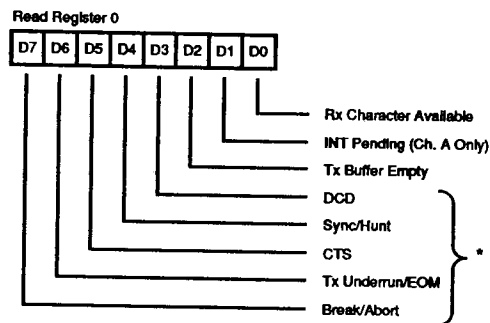 Read Register 0
D7 D6 D5 D4 D3 D2 D1 D0
Rx Character Available
INT Pending (Ch. A Only)
Tx Buffer Empty
DCD
Sync/Hunt
CTS
Tx Underrun/EOM
Break/Abort
*